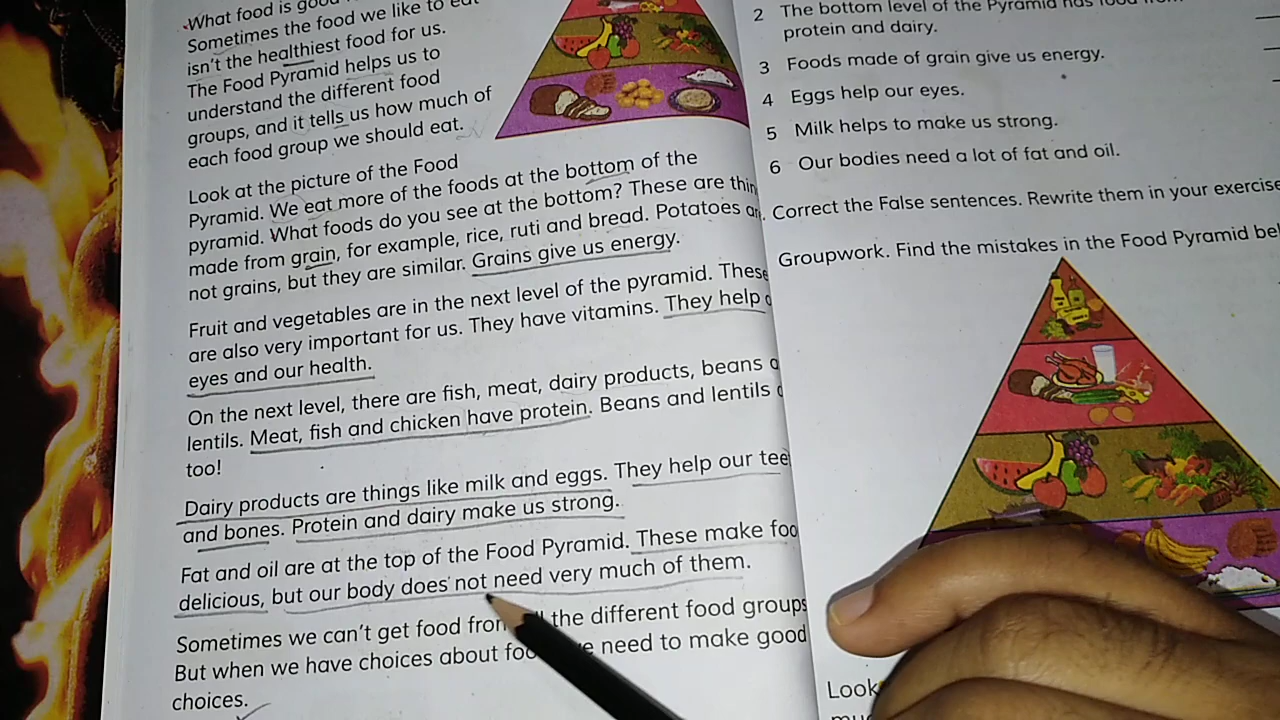 What food is good
Sometimes the food we like to eat
isn't the healthiest food for us.
The Food Pyramid helps us to
understand the different food
groups, and it tells us how much of
each food group we should eat.
Look at the picture of the Food
Pyramid. We eat more of the foods at the bottom of the
pyramid. What foods do you see at the bottom? These are thin
made from grain, for example, rice, ruti and bread. Potatoes ar
not grains, but they are similar. Grains give us energy.
Fruit and vegetables are in the next level of the pyramid. These
are also very important for us. They have vitamins. They help
eyes and our health.
On the next level, there are fish, meat, dairy products, beans
lentils. Meat, fish and chicken have protein. Beans and lentils
too!
Dairy products are things like milk and eggs. They help our tee
and bones. Protein and dairy make us strong.
Fat and oil are at the top of the Food Pyramid. These make foo
delicious, but our body does not need very much of them.
Sometimes we can't get food from the different food groups
But when we have choices about need to make good
choices.
2 The bottom level of the Pyramid has food from
protein and dairy.
3 Foods made of grain give us energy.
4 Eggs help our eyes.
5 Milk helps to make us strong.
6 Our bodies need a lot of fat and oil.
. Correct the False sentences. Rewrite them in your exercise
Groupwork. Find the mistakes in the Food Pyramid bel
Look